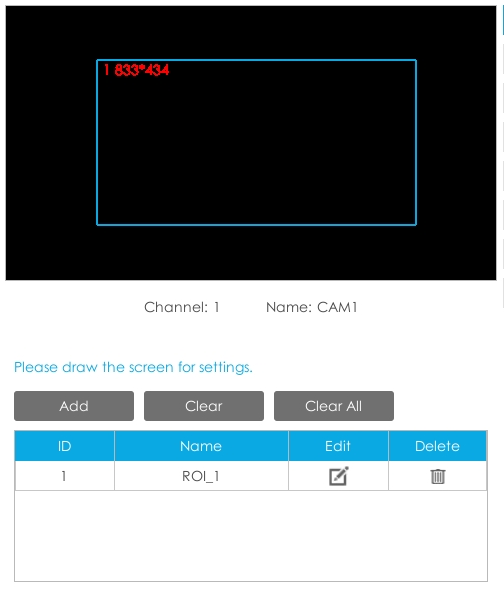 1 833*434
Channel: 1 Name: CAM1
Please draw the screen for settings.
Add Clear Clear All
ID Name Edit Delete
1 ROI_1